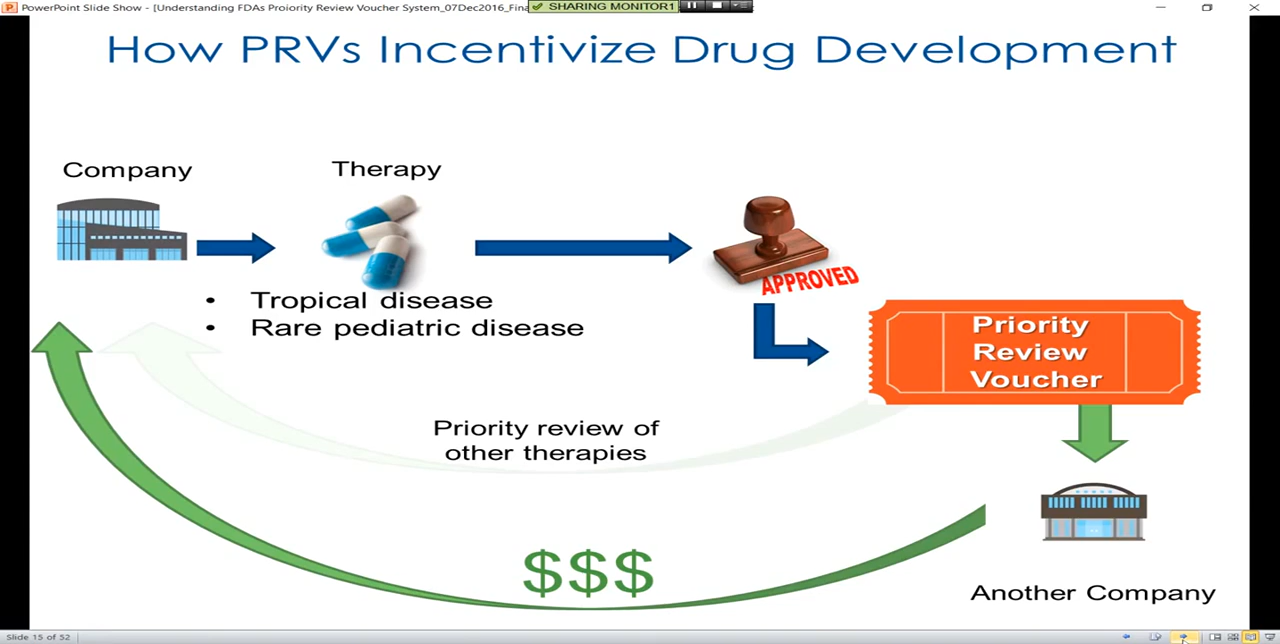 PowerPoint Slide Show - [Understanding FDAs Proiority Review Voucher System_07Dec2016_Fina
SHARING MONITOR1
How PRVs Incentivize Drug Development
Company
Therapy
APPROVED
• Tropical disease
• Rare pediatric disease
Priority
Review
Voucher
Priority review of
other therapies
$$$
Another Company
Slide 15 of 52